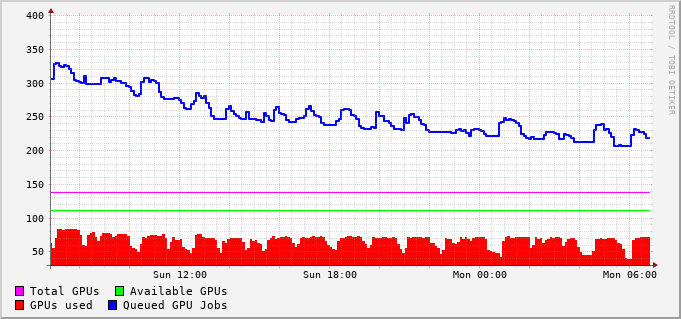 400
350
300
250
200
150
100
50
Sun 12:00 Sun 18:00 Mon 00:00 Mon 06:00
Total GPUs Available GPUs
GPUs used Queued GPU Jobs
RRDTOOL / TOBI OETIKER